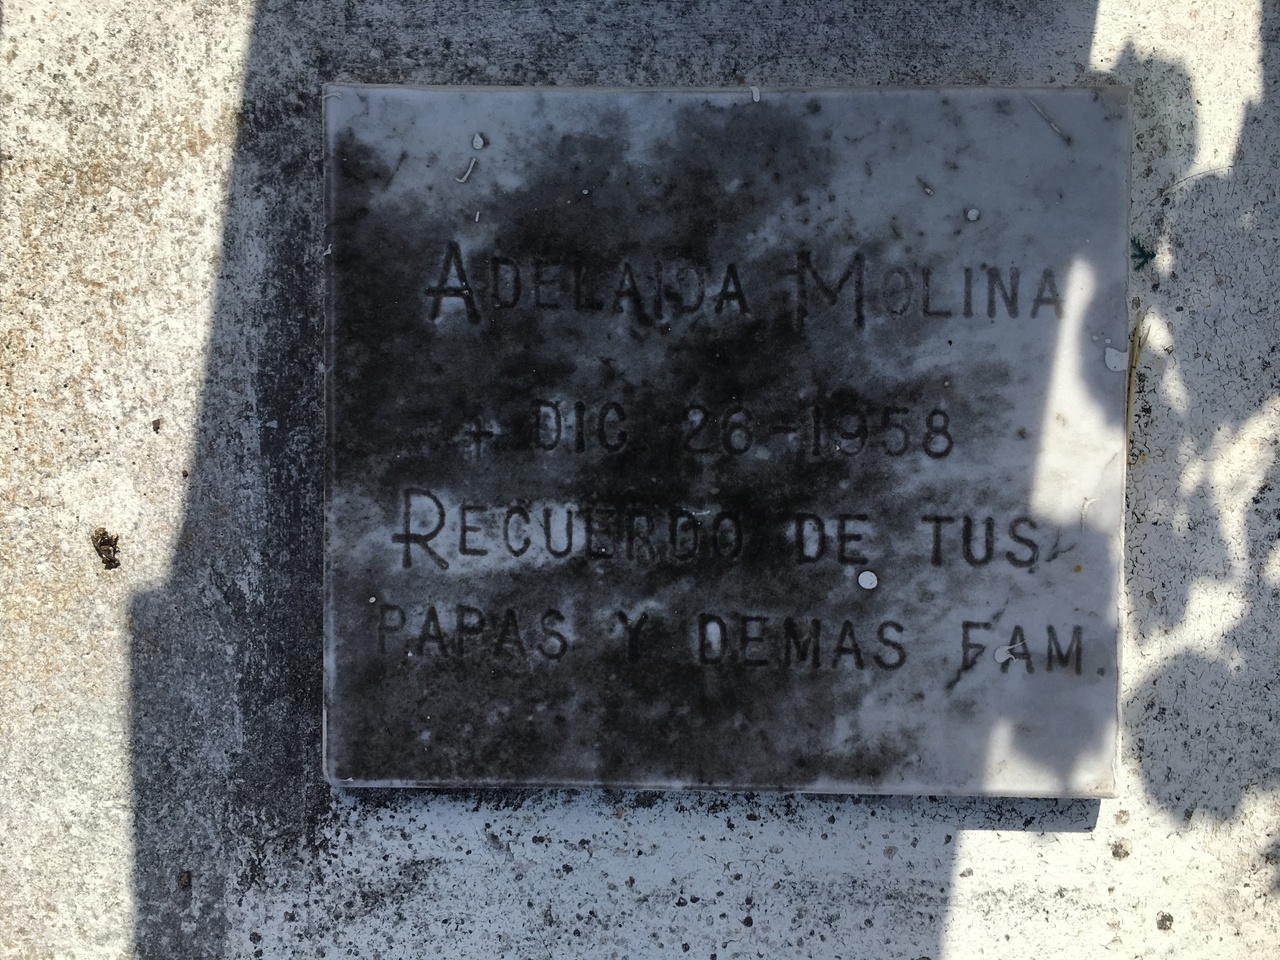 ADELAIDA MOLINA
+ DIC 26-1958
RECUERDO DE TUS
PAPAS Y DEMAS FAM.